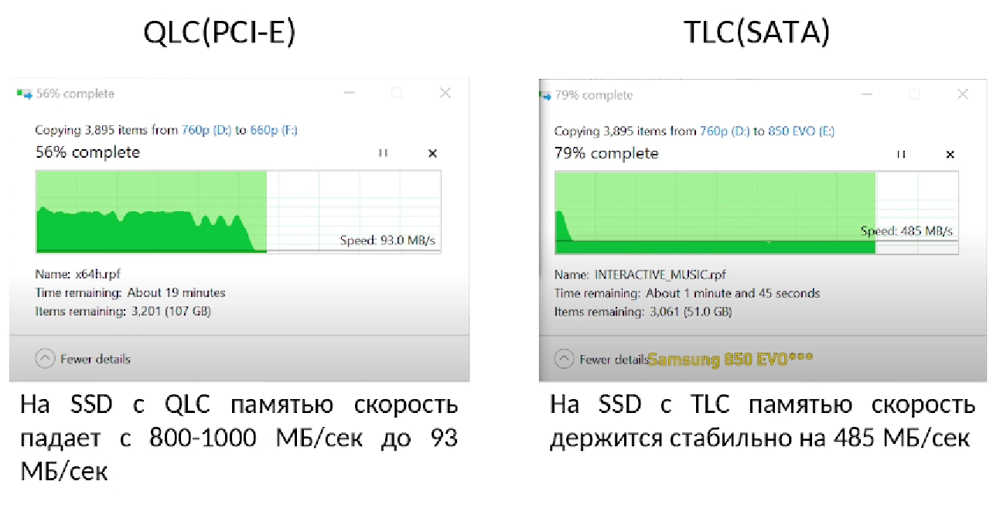 QLC(PCI-E)
56% complete
Copying 3,895 items from 760p (D:) to 660p (F:)
56% complete
Speed: 93.0 MB/s
Name: x64h.rpf
Time remaining: About 19 minutes
Items remaining: 3,201 (107 GB)
Fewer details
На SSD с QLC памятью скорость
падает с 800-1000 МБ/сек до 93
МБ/сек
TLC(SATA)
79% complete
Copying 3,895 items from 760p (D:) to 850 EVO (E:)
79% complete
Speed: 485 MB/s
Name: INTERACTIVE_MUSIC.rpf
Time remaining: About 1 minute and 45 seconds
Items remaining: 3,061 (51.0 GB)
Fewer details
Samsung 850 EVO***
На SSD с TLC памятью скорость
держится стабильно на 485 МБ/сек